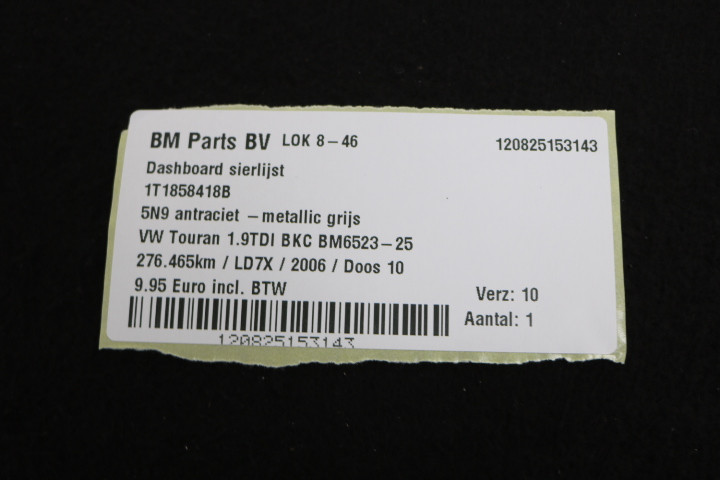 BM Parts BV LOK 8-46 120825153143
Dashboard sierlijst
1T1858418B
5N9 antraciet -metallic grijs
VW Touran 1.9TDI BKC BM6523-25
276.465km / LD7X / 2006 / Doos 10
9.95 Euro incl. BTW Verz: 10
Aantal: 1
120825153143